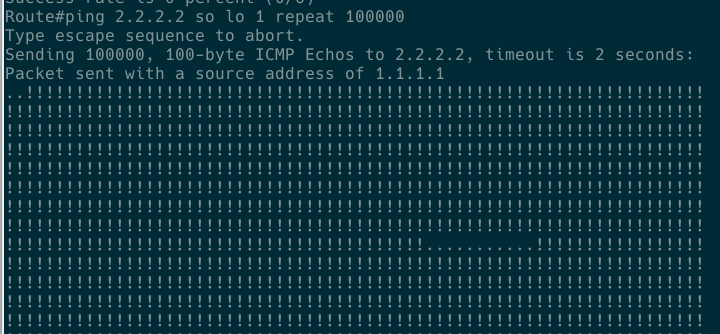 Success rate is 0 percent
Route#ping 2.2.2.2 so lo 1 repeat 100000
Type escape sequence to abort.
Sending 100000, 100-byte ICMP Echos to 2.2.2.2, timeout is 2 seconds:
Packet sent with a source address of 1.1.1.1
..!!!!!!!!!!!!!!!!!!!!!!!!!!!!!!!!!!!!!!!!!!!!!!!!!!!!!!!!!!!!!!!!!!!!
!!!!!!!!!!!!!!!!!!!!!!!!!!!!!!!!!!!!!!!!!!!!!!!!!!!!!!!!!!!!!!!!!!!!!!
!!!!!!!!!!!!!!!!!!!!!!!!!!!!!!!!!!!!!!!!!!!!!!!!!!!!!!!!!!!!!!!!!!!!!!
!!!!!!!!!!!!!!!!!!!!!!!!!!!!!!!!!!!!!!!!!!!!!!!!!!!!!!!!!!!!!!!!!!!!!!
!!!!!!!!!!!!!!!!!!!!!!!!!!!!!!!!!!!!!!!!!!!!!!!!!!!!!!!!!!!!!!!!!!!!!!
!!!!!!!!!!!!!!!!!!!!!!!!!!!!!!!!!!!!!!!!!!!!!!!!!!!!!!!!!!!!!!!!!!!!!!
!!!!!!!!!!!!!!!!!!!!!!!!!!!!!!!!!!!!!!!!!!!!!!!!!!!!!!!!!!!!!!!!!!!!!!
!!!!!!!!!!!!!!!!!!!!!!!!!!!!!!!!!!!!!!!!!!!!!!!!!!!!!!!!!!!!!!!!!!!!!!
!!!!!!!!!!!!!!!!!!!!!!!!!!!!!!!!!!!!!!!!!!...........!!!!!!!!!!!!!!!!!
!!!!!!!!!!!!!!!!!!!!!!!!!!!!!!!!!!!!!!!!!!!!!!!!!!!!!!!!!!!!!!!!!!!!!!
!!!!!!!!!!!!!!!!!!!!!!!!!!!!!!!!!!!!!!!!!!!!!!!!!!!!!!!!!!!!!!!!!!!!!!
!!!!!!!!!!!!!!!!!!!!!!!!!!!!!!!!!!!!!!!!!!!!!!!!!!!!!!!!!!!!!!!!!!!!!!
!!!!!!!!!!!!!!!!!!!!!!!!!!!!!!!!!!!!!!!!!!!!!!!!!!!!!!!!!!!!!!!!!!!!!!